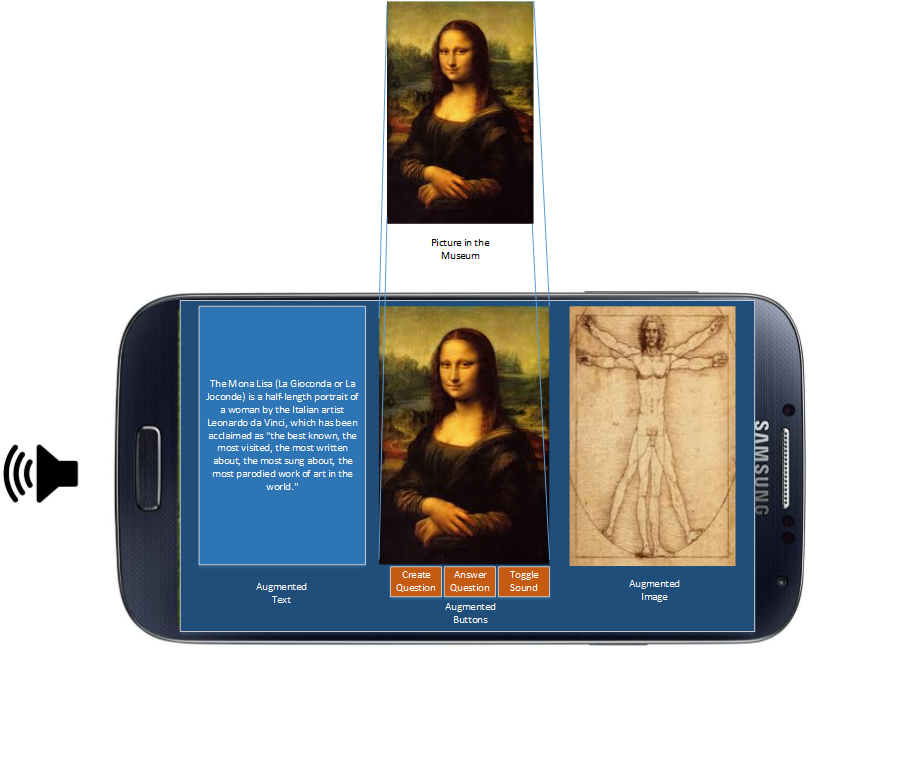 Picture in the
Museum
The Mona Lisa (La Gioconda or La
Joconde) is a half-length portrait of
a woman by the Italian artist
Leonardo da Vinci, which has been
acclaimed as "the best known, the
most visited, the most written
about, the most sung about, the
most parodied work of art in the
world."
Augmented
Text
Create
Question
Answer
Question
Toggle
Sound
Augmented
Buttons
Augmented
Image
SAMSUNG